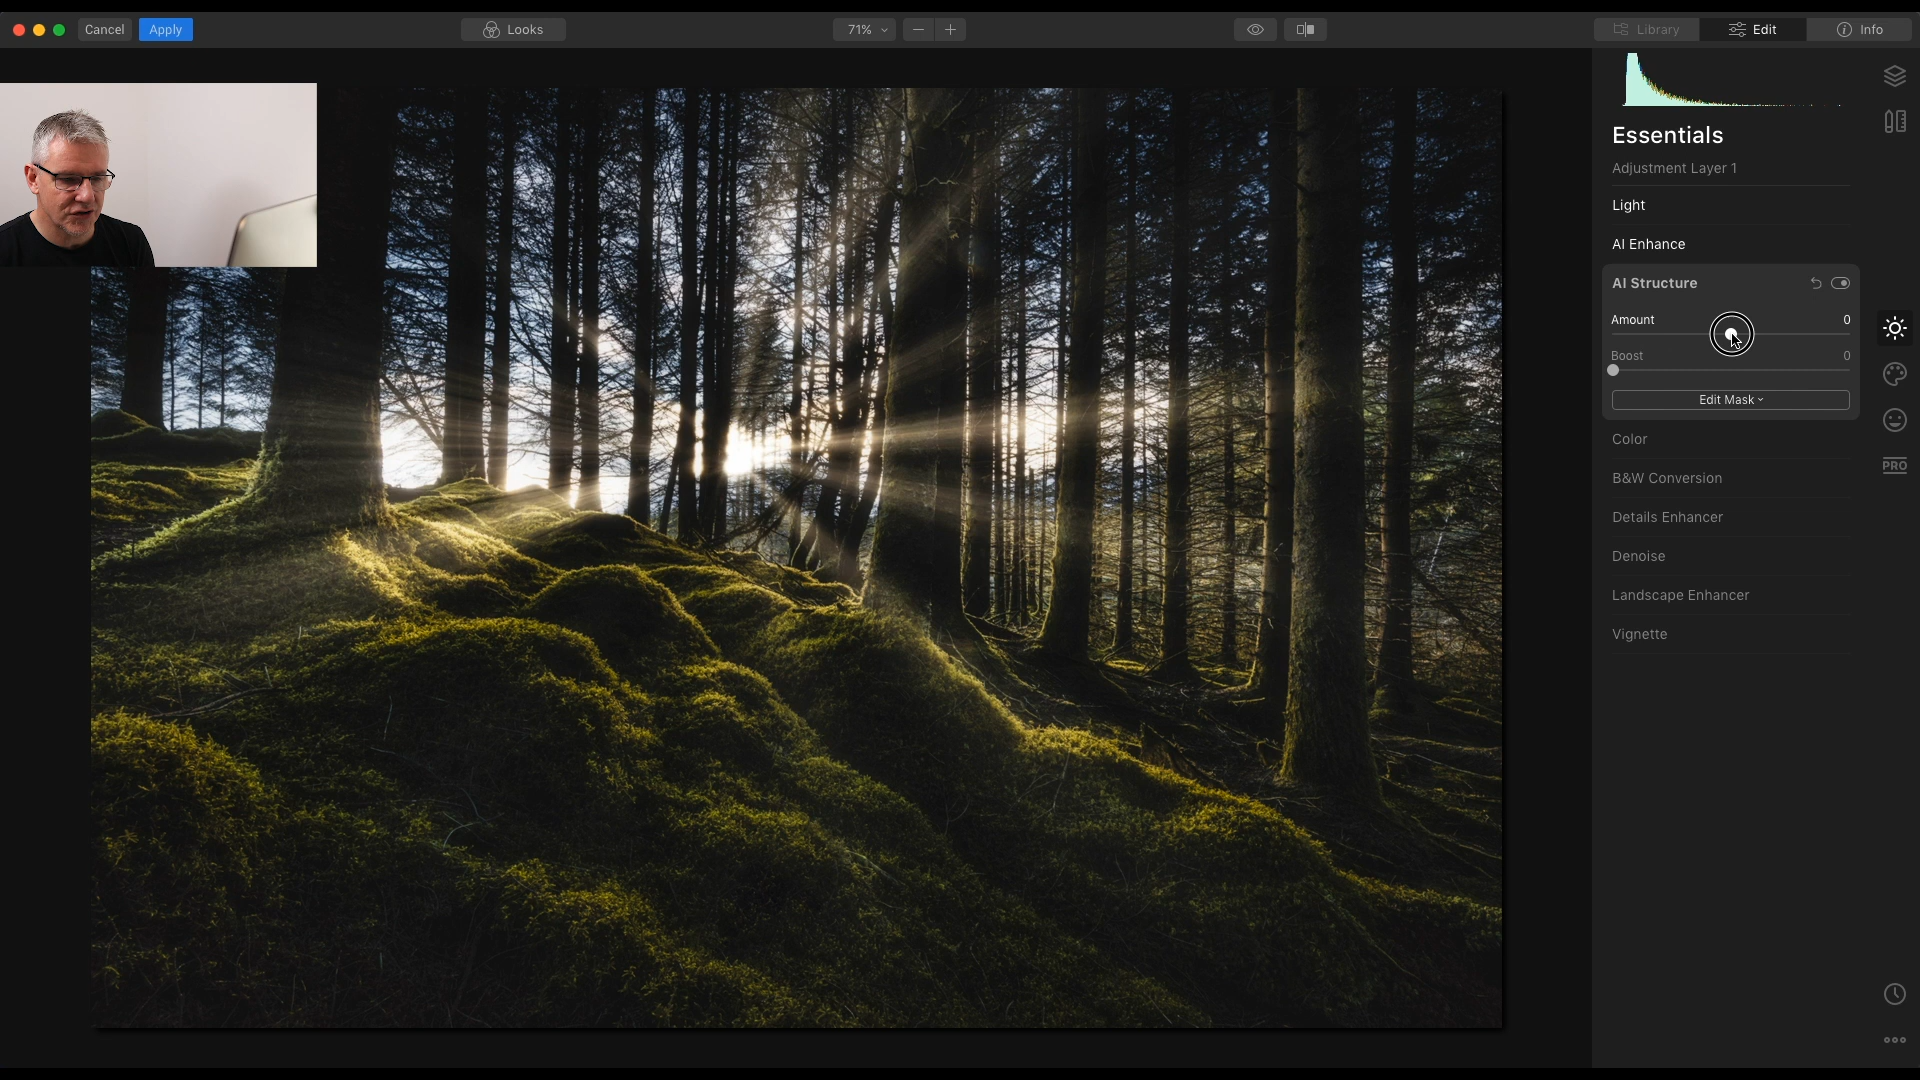 Cancel
Apply
Looks
71%
Library
Edit
Info
Essentials
Adjustment Layer 1
Light
AI Enhance
AI Structure
Amount 0
Boost 0
Edit Mask
Color
B&W Conversion
Details Enhancer
Denoise
Landscape Enhancer
Vignette
PRO